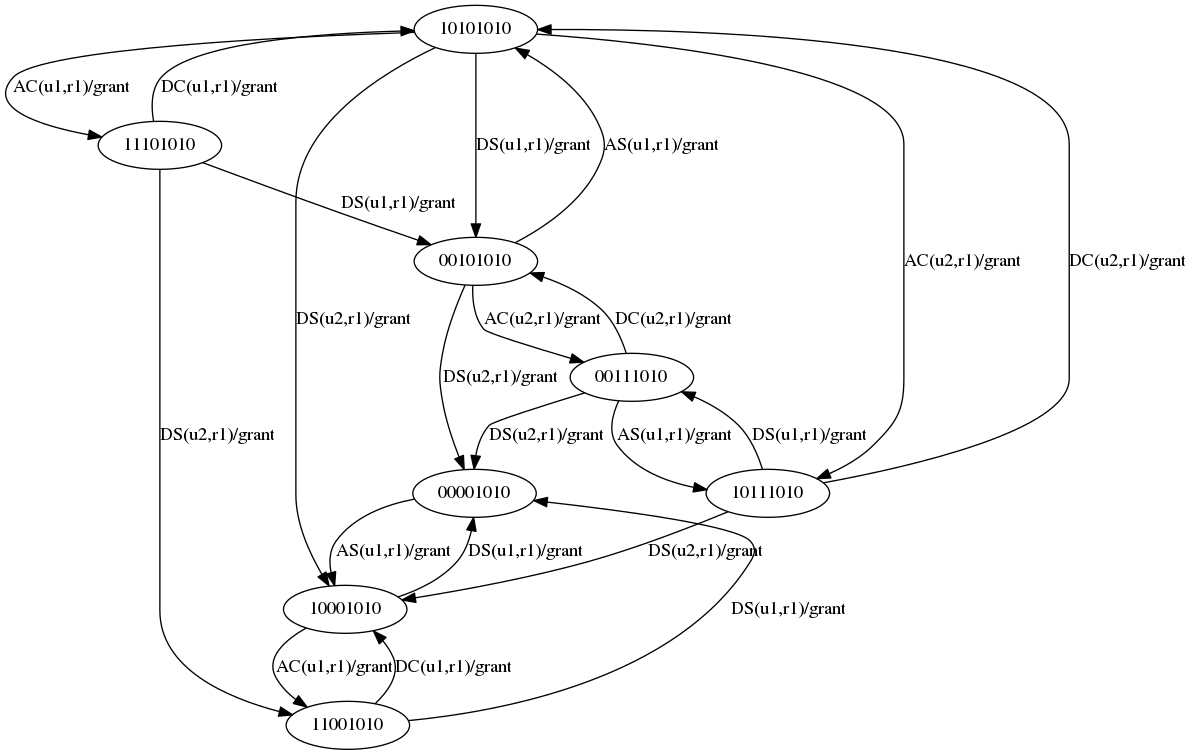 10101010
AC(u1,r1)/grant
DC(u1,r1)/grant
11101010
DS(u1,r1)/grant
AS(u1,r1)/grant
DS(u1,r1)/grant
00101010
AC(u2,r1)/grant
DC(u2,r1)/grant
DS(u2,r1)/grant
AC(u2,r1)/grant
DC(u2,r1)/grant
DS(u2,r1)/grant
00111010
DS(u2,r1)/grant
DS(u2,r1)/grant
AS(u1,r1)/grant
DS(u1,r1)/grant
00001010
10111010
AS(u1,r1)/grant
DS(u1,r1)/grant
DS(u2,r1)/grant
10001010
DS(u1,r1)/grant
AC(u1,r1)/grant
DC(u1,r1)/grant
11001010